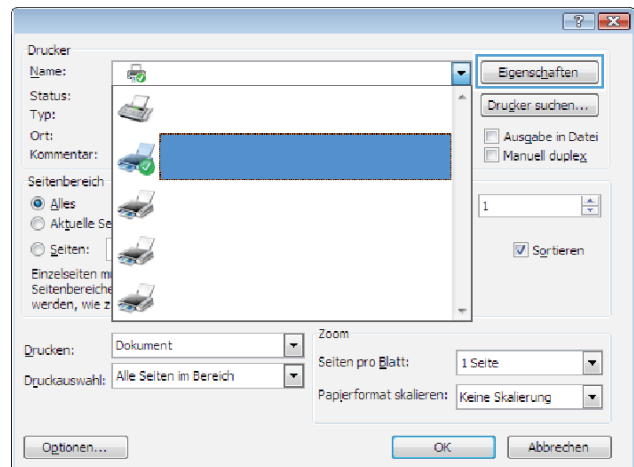 Drucker
Name:
Eigenschaften
Status:
Typ:
Drucker suchen...
Ort:
Ausgabe in Datei
Kommentar:
Manuell duplex
Seitenbereich
Alles
1
Aktuelle Se
Seiten:
Sortieren
Einzelseiten m
Seitenbereiche
werden, wie z
Drucken:
Dokument
Zoom
Seiten pro Blatt:
1 Seite
Druckauswahl:
Alle Seiten im Bereich
Papierformat skalieren:
Keine Skalierung
Optionen...
OK
Abbrechen